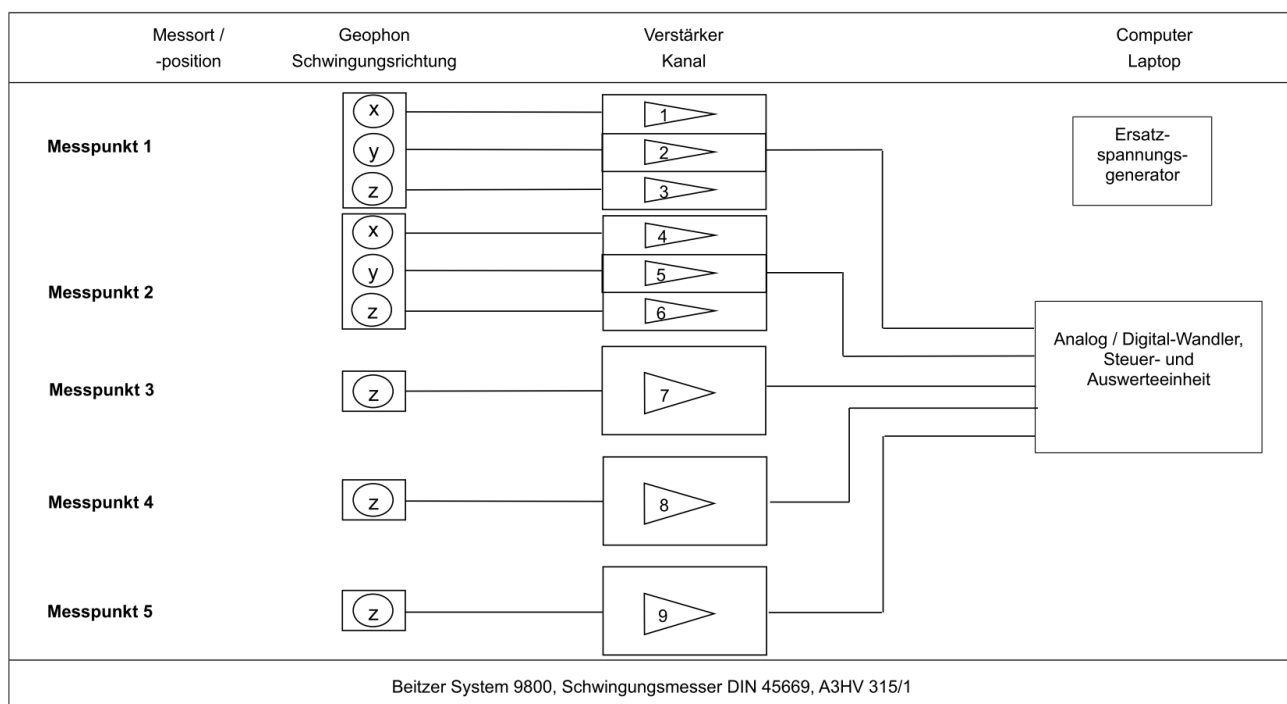 Messort /
-position
Geophon
Schwingungsrichtung
Verstärker
Kanal
Computer
Laptop
Messpunkt 1
x
y
z
1
2
3
Ersatz-
spannungs-
generator
Messpunkt 2
x
y
z
4
5
6
Analog / Digital-Wandler,
Steuer- und
Auswerteeinheit
Messpunkt 3
z
7
Messpunkt 4
z
8
Messpunkt 5
z
9
Beitzer System 9800, Schwingungsmesser DIN 45669, A3HV 315/1